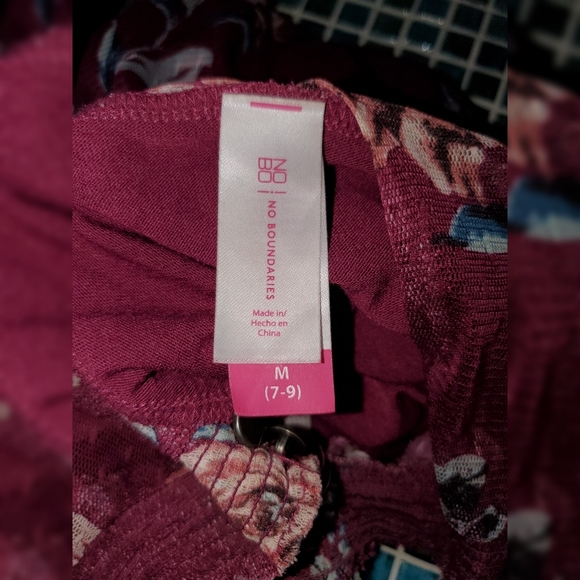 NO!
BO!
NO BOUNDARIES
Made in/
Hecho en
China
M
(7-9)